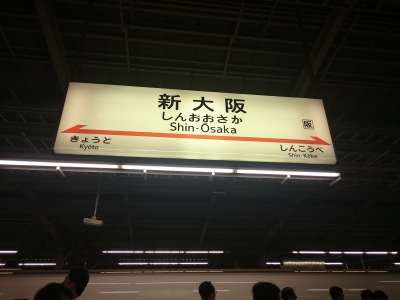 新大阪
しんおおさか
Shin-Ōsaka
阪
きょうと
Kyōto
しんこうべ
Shin-Kōbe